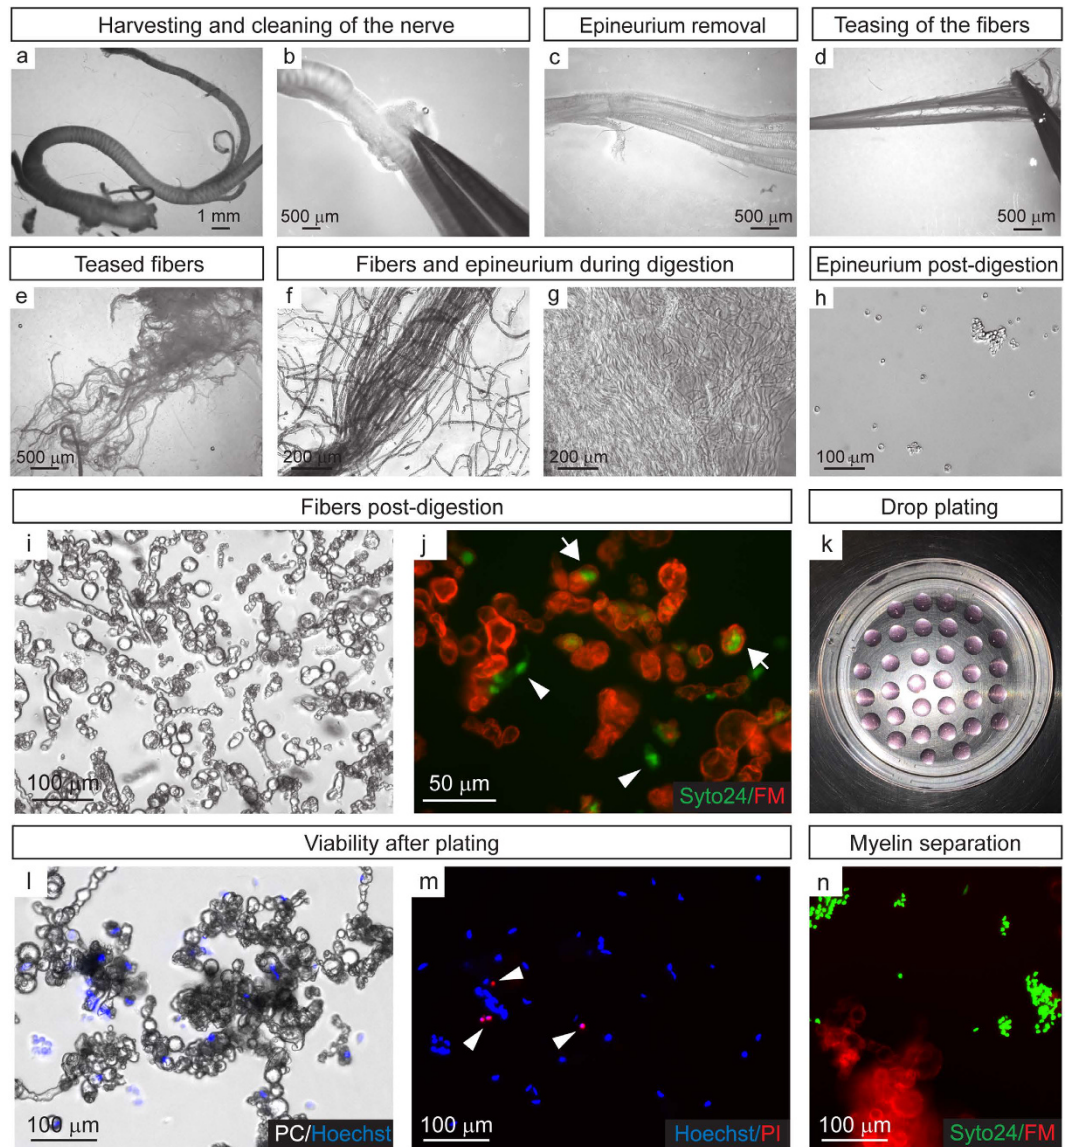 Harvesting and cleaning of the nerve
Epineurium removal
Teasing of the fibers
a
1 mm
b
500 μm
c
500 μm
d
500 μm
Teased fibers
Fibers and epineurium during digestion
Epineurium post-digestion
e
500 μm
f
200 μm
g
200 μm
h
100 μm
Fibers post-digestion
Drop plating
i
100 μm
j
50 μm
Syto24/FM
k
Viability after plating
Myelin separation
l
100 μm
PC/Hoechst
m
100 μm
Hoechst/PI
n
100 μm
Syto24/FM